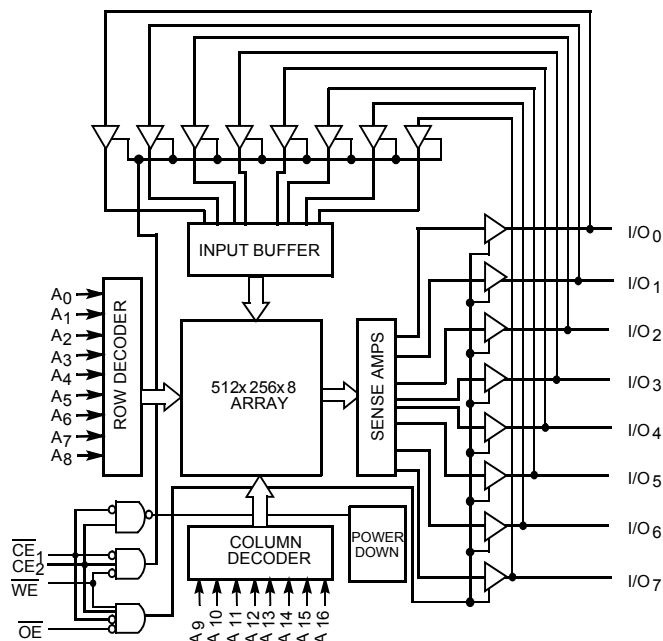 INPUT BUFFER
I/O0
I/O1
I/O2
I/O3
I/O4
I/O5
I/O6
I/O7
A0
A1
A2
A3
A4
A5
A6
A7
A8
ROW DECODER
512x256x8
ARRAY
SENSE AMPS
COLUMN
DECODER
POWER
DOWN
CE1
CE2
WE
OE
A9
A10
A11
A12
A13
A14
A15
A16